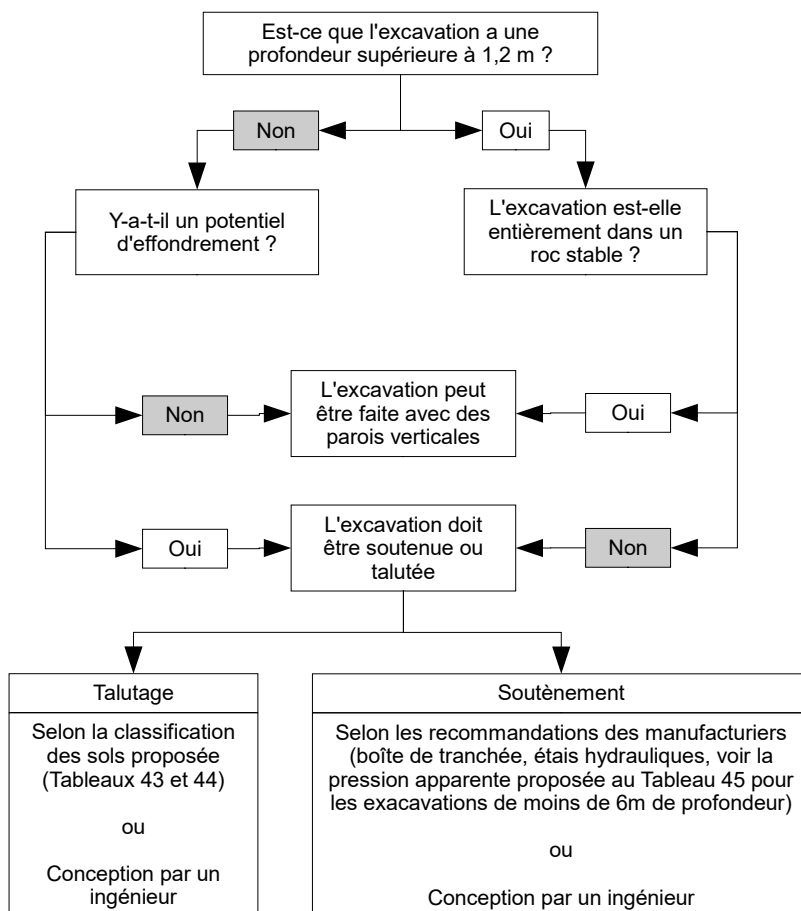 Est-ce que l'excavation a une
profondeur supérieure à 1,2 m ?
Non
Oui
Y-a-t-il un potentiel
d'effondrement ?
L'excavation est-elle
entièrement dans un
roc stable ?
Non
L'excavation peut
être faite avec des
parois verticales
Oui
Oui
L'excavation doit
être soutenue ou
talutée
Non
Talutage
Selon la classification
des sols proposée
(Tableaux 43 et 44)
ou
Conception par un
ingénieur
Soutènement
Selon les recommandations des manufacturiers
(boîte de tranchée, étais hydrauliques, voir la
pression apparente proposée au Tableau 45 pour
les exacavations de moins de 6m de profondeur)
ou
Conception par un ingénieur